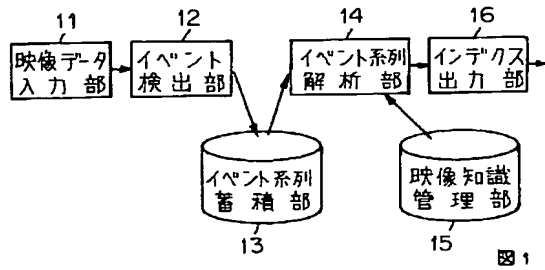 11
映像データ
入力部
12
イベント
検出部
14
イベント系列
解析部
16
インデクス
出力部
イベント系列
蓄積部
13
映像知識
管理部
15
図1